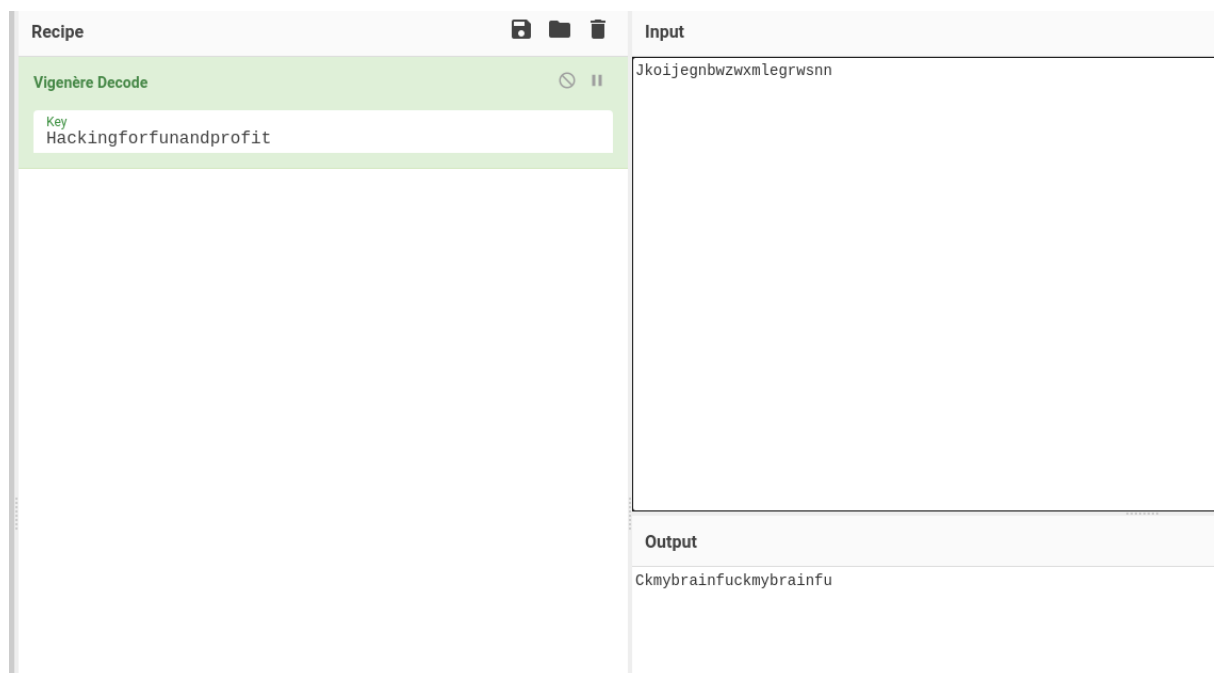 Recipe
Input
Vigenère Decode
Key
Hackingforfunandprofit
Jkoijegnbwzwxmlegrwsnn
Output
Ckmybrainfuckmybrainfu